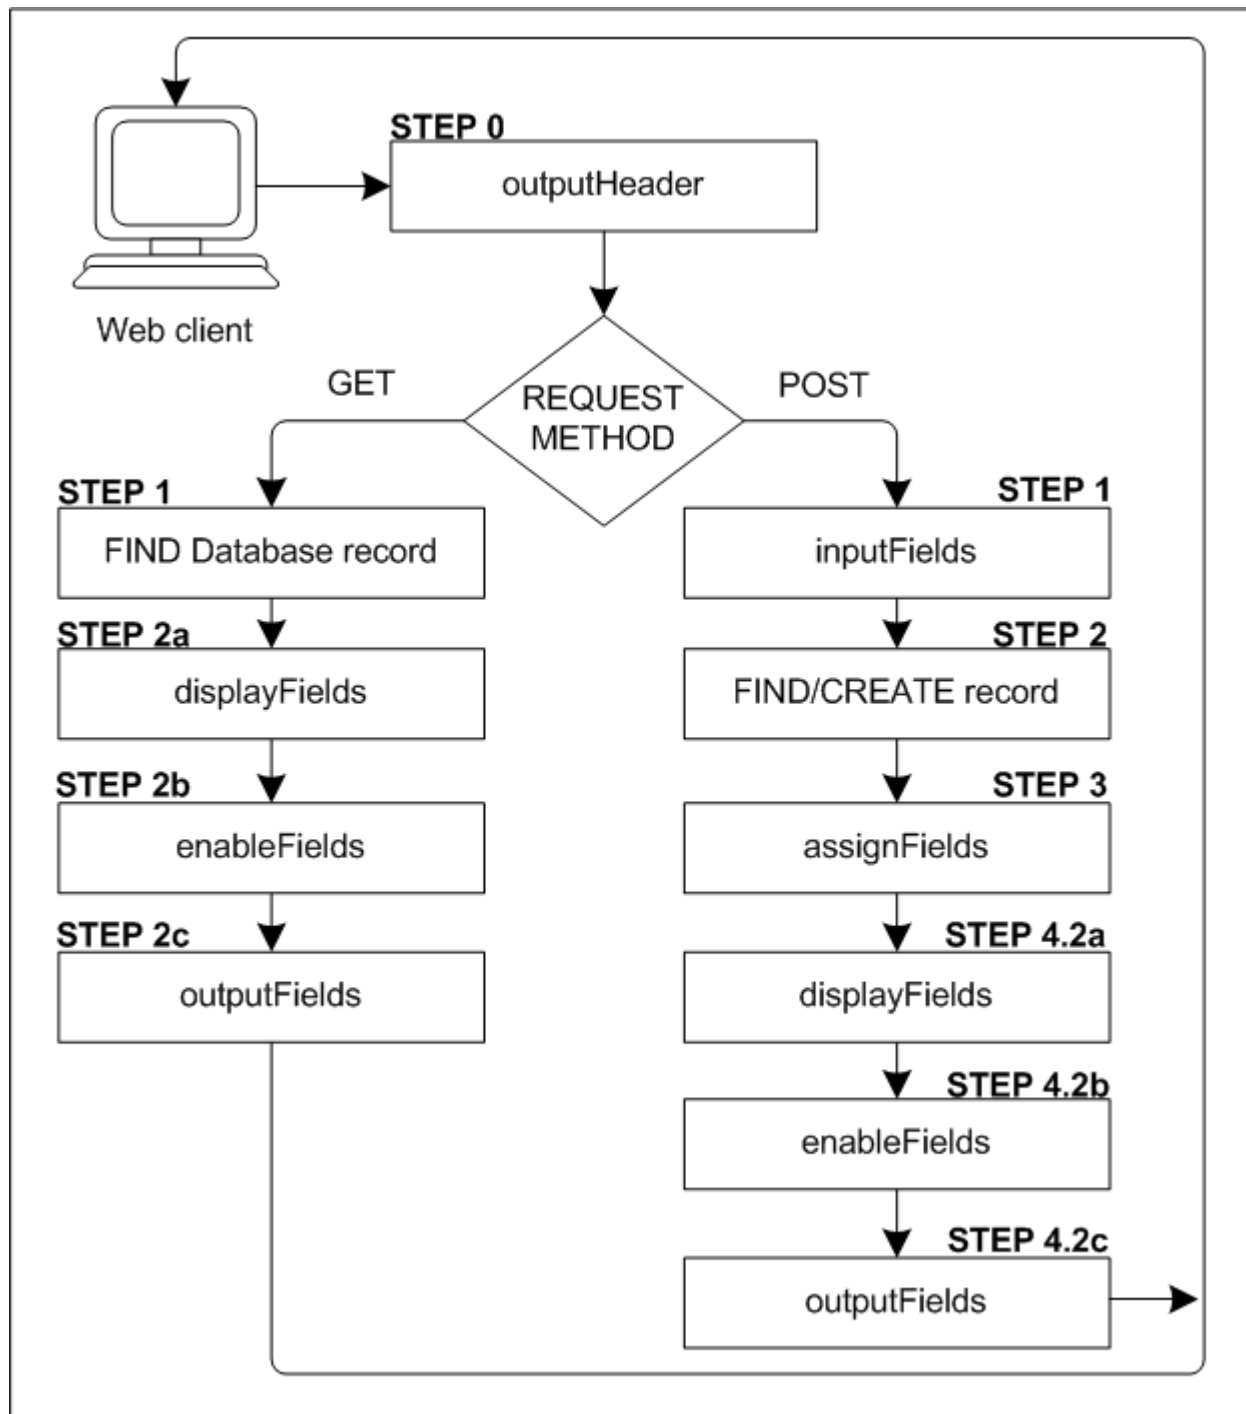 STEP 0
outputHeader
Web client
GET
REQUEST
METHOD
POST
STEP 1
FIND Database record
STEP 2a
displayFields
STEP 2b
enableFields
STEP 2c
outputFields
STEP 1
inputFields
STEP 2
FIND/CREATE record
STEP 3
assignFields
STEP 4.2a
displayFields
STEP 4.2b
enableFields
STEP 4.2c
outputFields